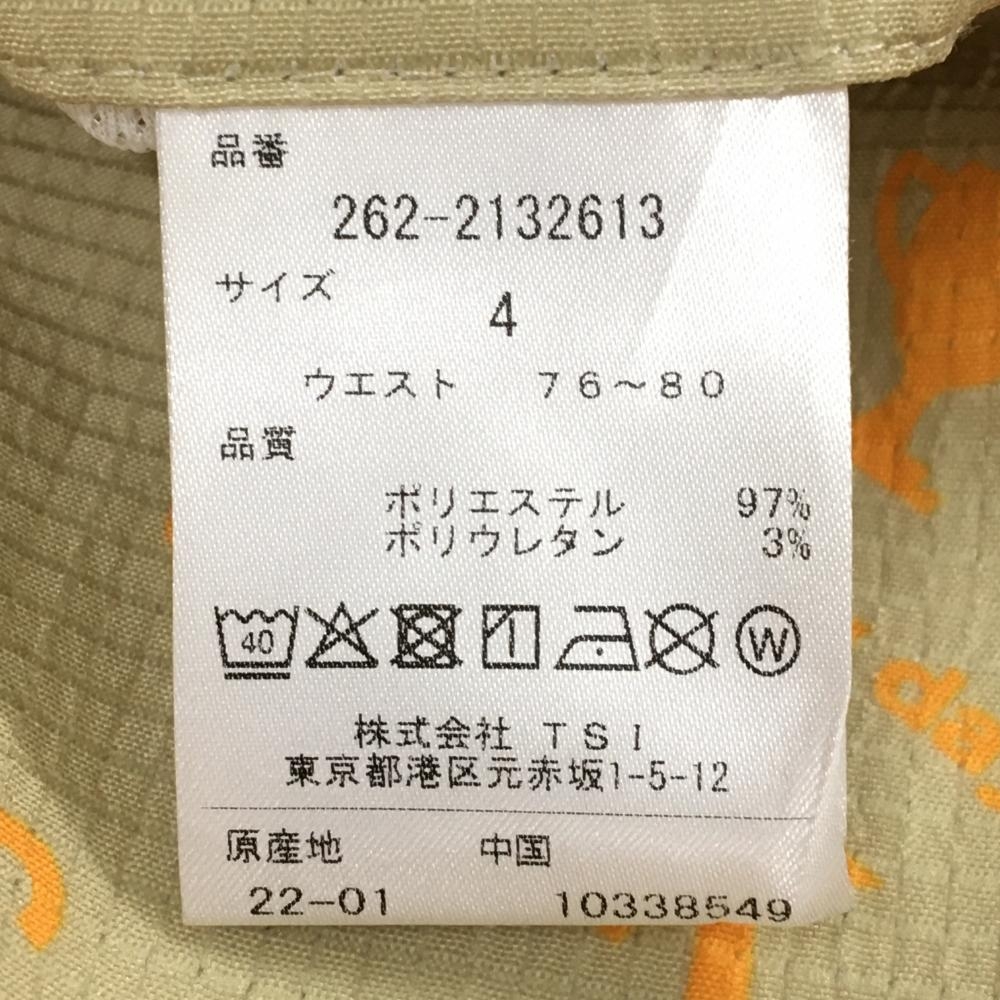 品番
262-2132613
サイズ
4
ウエスト 76~80
品質
ポリエステル 97%
ポリウレタン 3%
40 W
株式会社 TSI
東京都港区元赤坂1-5-12
原産地 中国
22-01 10338549